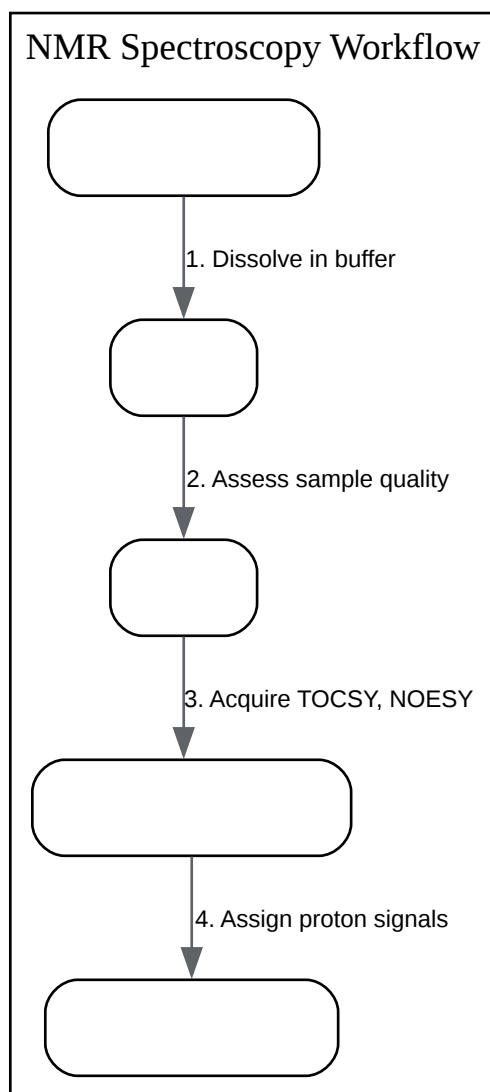 NMR Spectroscopy Workflow
1. Dissolve in buffer
2. Assess sample quality
3. Acquire TOCSY, NOESY
4. Assign proton signals